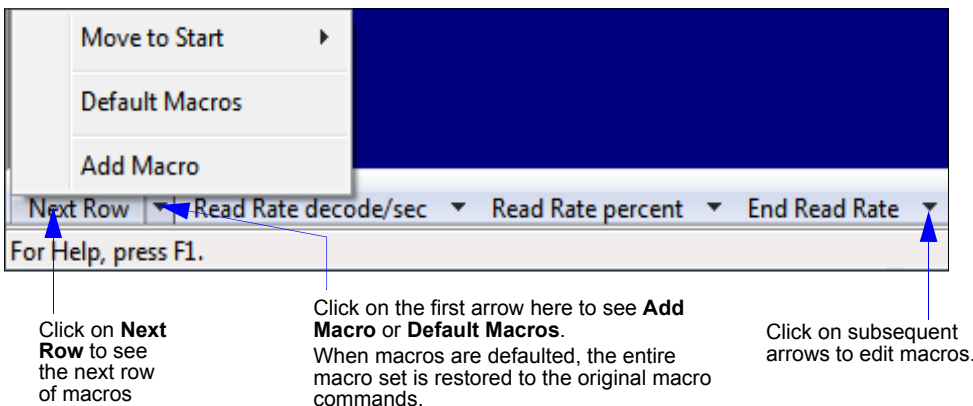 Move to Start
Default Macros
Add Macro
Next Row Read Rate decode/sec Read Rate percent End Read Rate
For Help, press F1.
Click on Next
Row to see
the next row
of macros
Click on the first arrow here to see Add
Macro or Default Macros.
When macros are defaulted, the entire
macro set is restored to the original macro
commands.
Click on subsequent
arrows to edit macros.